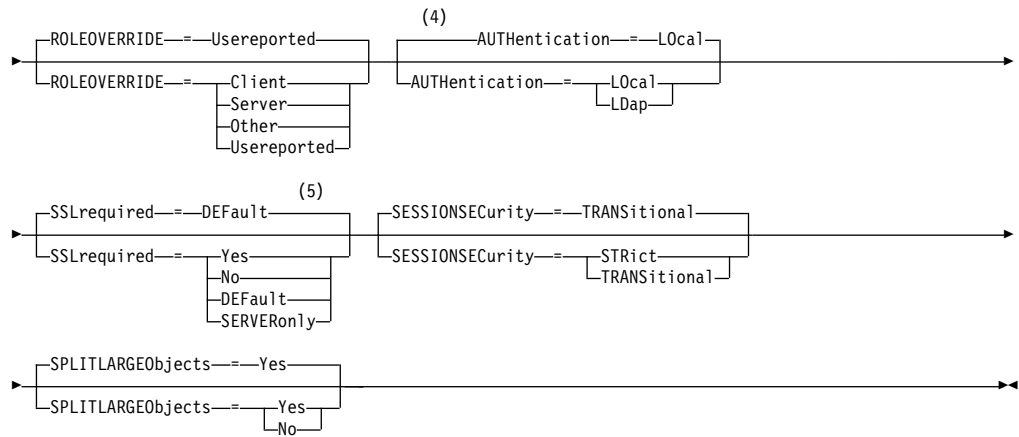 (4)
ROLEOVERRIDE = Usereported AUTHentication = LOcal
ROLEOVERRIDE = Client AUTHentication = LOcal
Server LDap
Other
Usereported
(5)
SSLrequired = DEFault SESSIONSECurity = TRANSitional
SSLrequired = Yes SESSIONSECurity = STRict
No TRANSitional
DEFault
SERVERonly
SPLITLARGEObjects = Yes
SPLITLARGEObjects = Yes
No